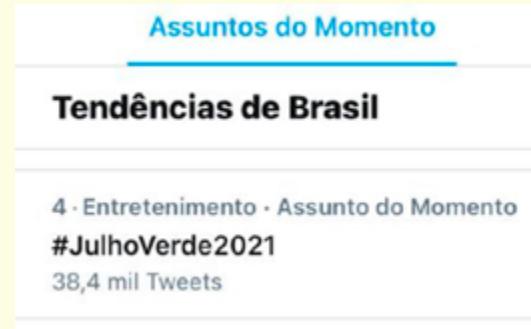 Assuntos do Momento
Tendências de Brasil
4 · Entretenimento · Assunto do Momento
#JulhoVerde2021
38,4 mil Tweets